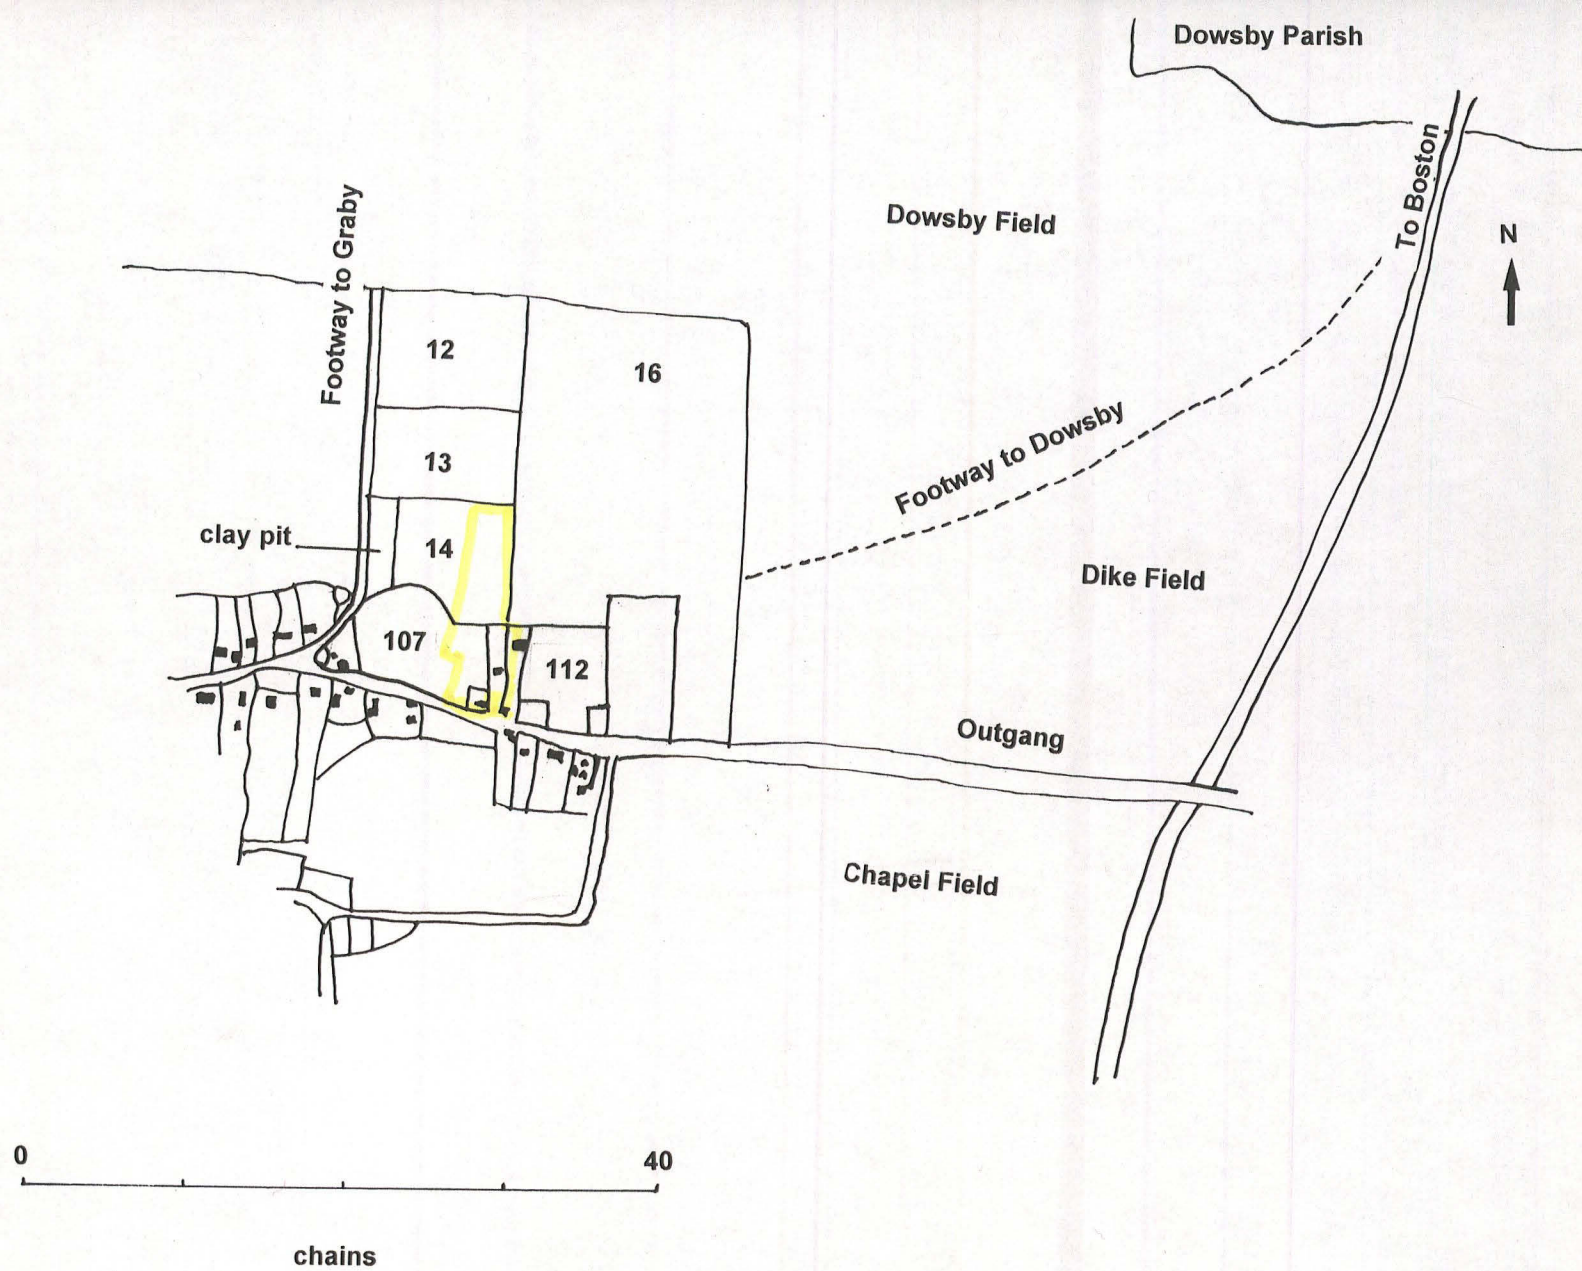 Dowsby Parish
To Boston
Dowsby Field
N
Footway to Graby
12
16
13
Footway to Dowsby
clay pit
14
Dike Field
107
112
Outgang
Chapel Field
0
40
chains